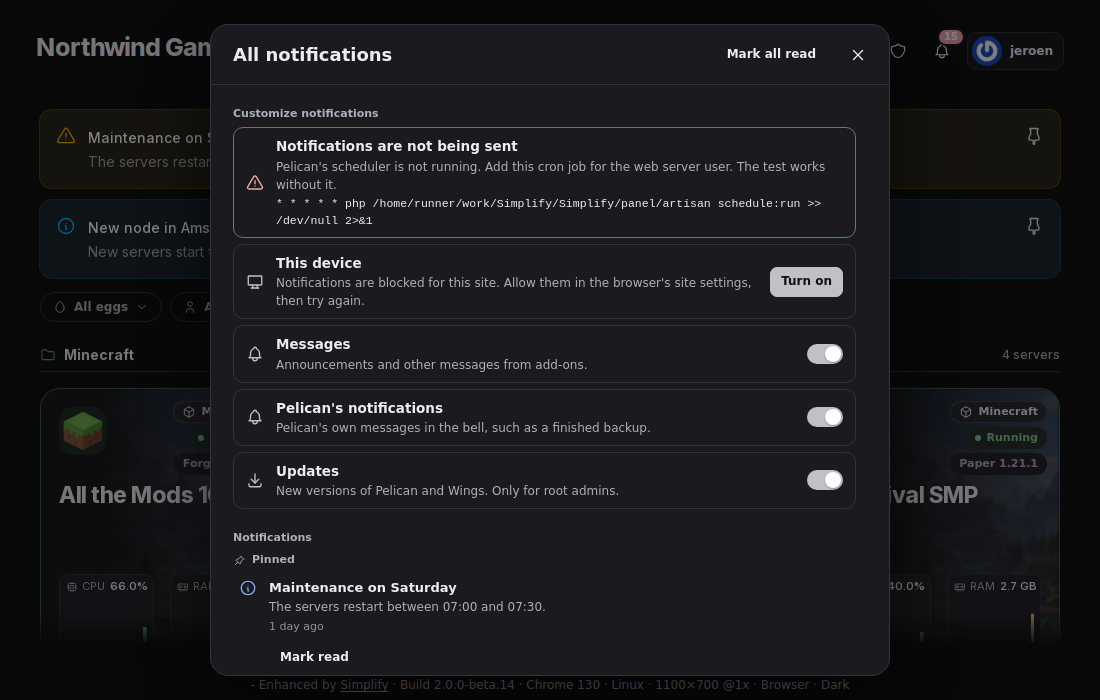 Northwind Gam
15
jeroen
All notifications
Mark all read
Maintenance on S
The servers restar
New node in Ams
New servers start
All eggs
Minecraft
4 servers
Customize notifications
Notifications are not being sent
Pelican's scheduler is not running. Add this cron job for the web server user. The test works
without it.
* * * * * php /home/runner/work/Simplify/Simplify/panel/artisan schedule:run >>
/dev/null 2>&1
This device
Notifications are blocked for this site. Allow them in the browser's site settings,
then try again.
Turn on
Messages
Announcements and other messages from add-ons.
Pelican's notifications
Pelican's own messages in the bell, such as a finished backup.
Updates
New versions of Pelican and Wings. Only for root admins.
Notifications
Pinned
Maintenance on Saturday
The servers restart between 07:00 and 07:30.
1 day ago
Mark read
Forg
All the Mods 10
CPU 66.0%
RAM
Minecraft
Running
Paper 1.21.1
ival SMP
40.0%
RAM 2.7 GB
- Enhanced by Simplify · Build 2.0.0-beta.14 · Chrome 130 · Linux · 1100×700 @1x · Browser · Dark